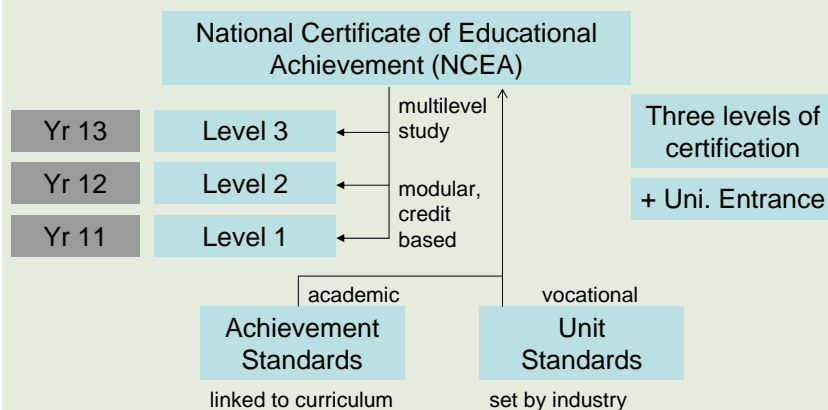 National Certificate of Educational
Achievement (NCEA)
multilevel
study
Yr 13
Level 3
Three levels of
certification
Yr 12
Level 2
modular,
credit
based
+ Uni. Entrance
Yr 11
Level 1
academic
vocational
Achievement
Standards
Unit
Standards
linked to curriculum
set by industry